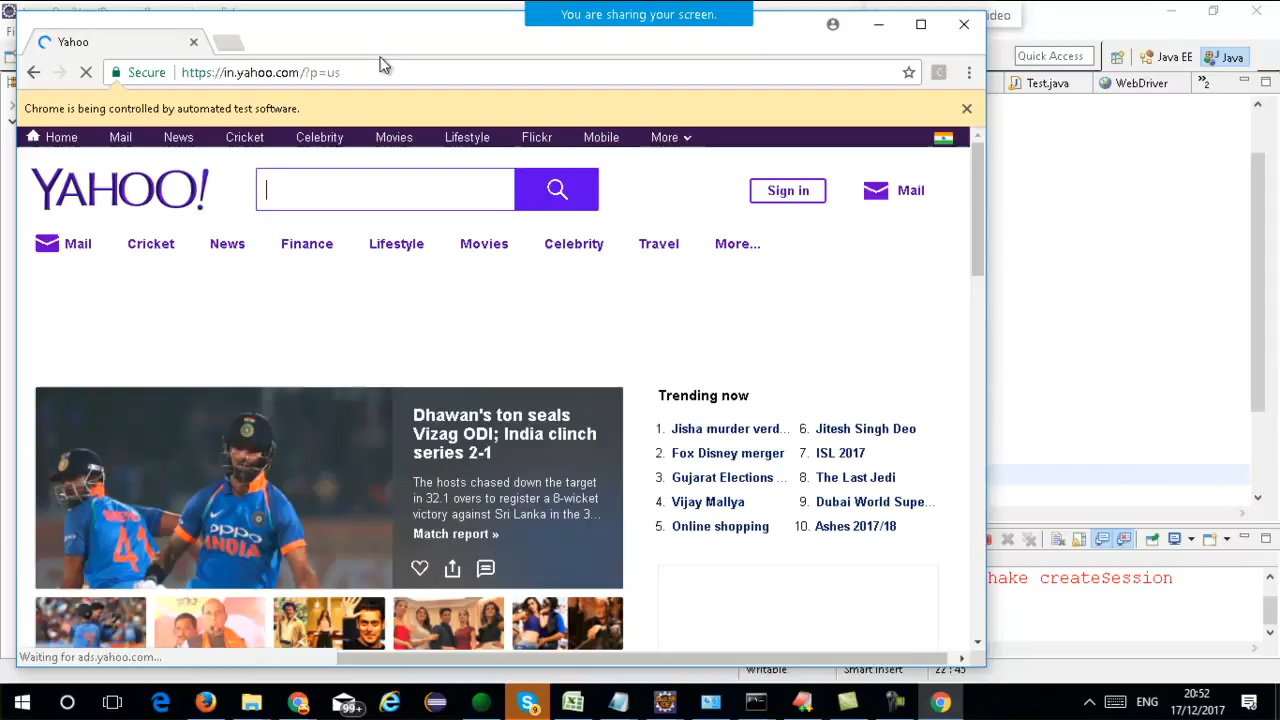 You are sharing your screen.
Yahoo
Secure https://in.yahoo.com/?p=us
Quick Access
Java EE
Java
Test.java
WebDriver
Chrome is being controlled by automated test software.
Home Mail News Cricket Celebrity Movies Lifestyle Flickr Mobile More
YAHOO!
Sign in
Mail
Mail Cricket News Finance Lifestyle Movies Celebrity Travel More...
Dhawan's ton seals
Vizag ODI; India clinch
series 2-1
The hosts chased down the target
in 32.1 overs to register a 8-wicket
victory against Sri Lanka in the 3...
Match report »
Trending now
1. Jisha murder verd...
2. Fox Disney merger
3. Gujarat Elections ...
4. Vijay Mallya
5. Online shopping
6. Jitesh Singh Deo
7. ISL 2017
8. The Last Jedi
9. Dubai World Supe...
10. Ashes 2017/18
oppo
INDIA
41
hake createSession
Waiting for ads.yahoo.com...
Writable
Smart Insert
22 : 45
99+
9
ENG
20:52
17/12/2017